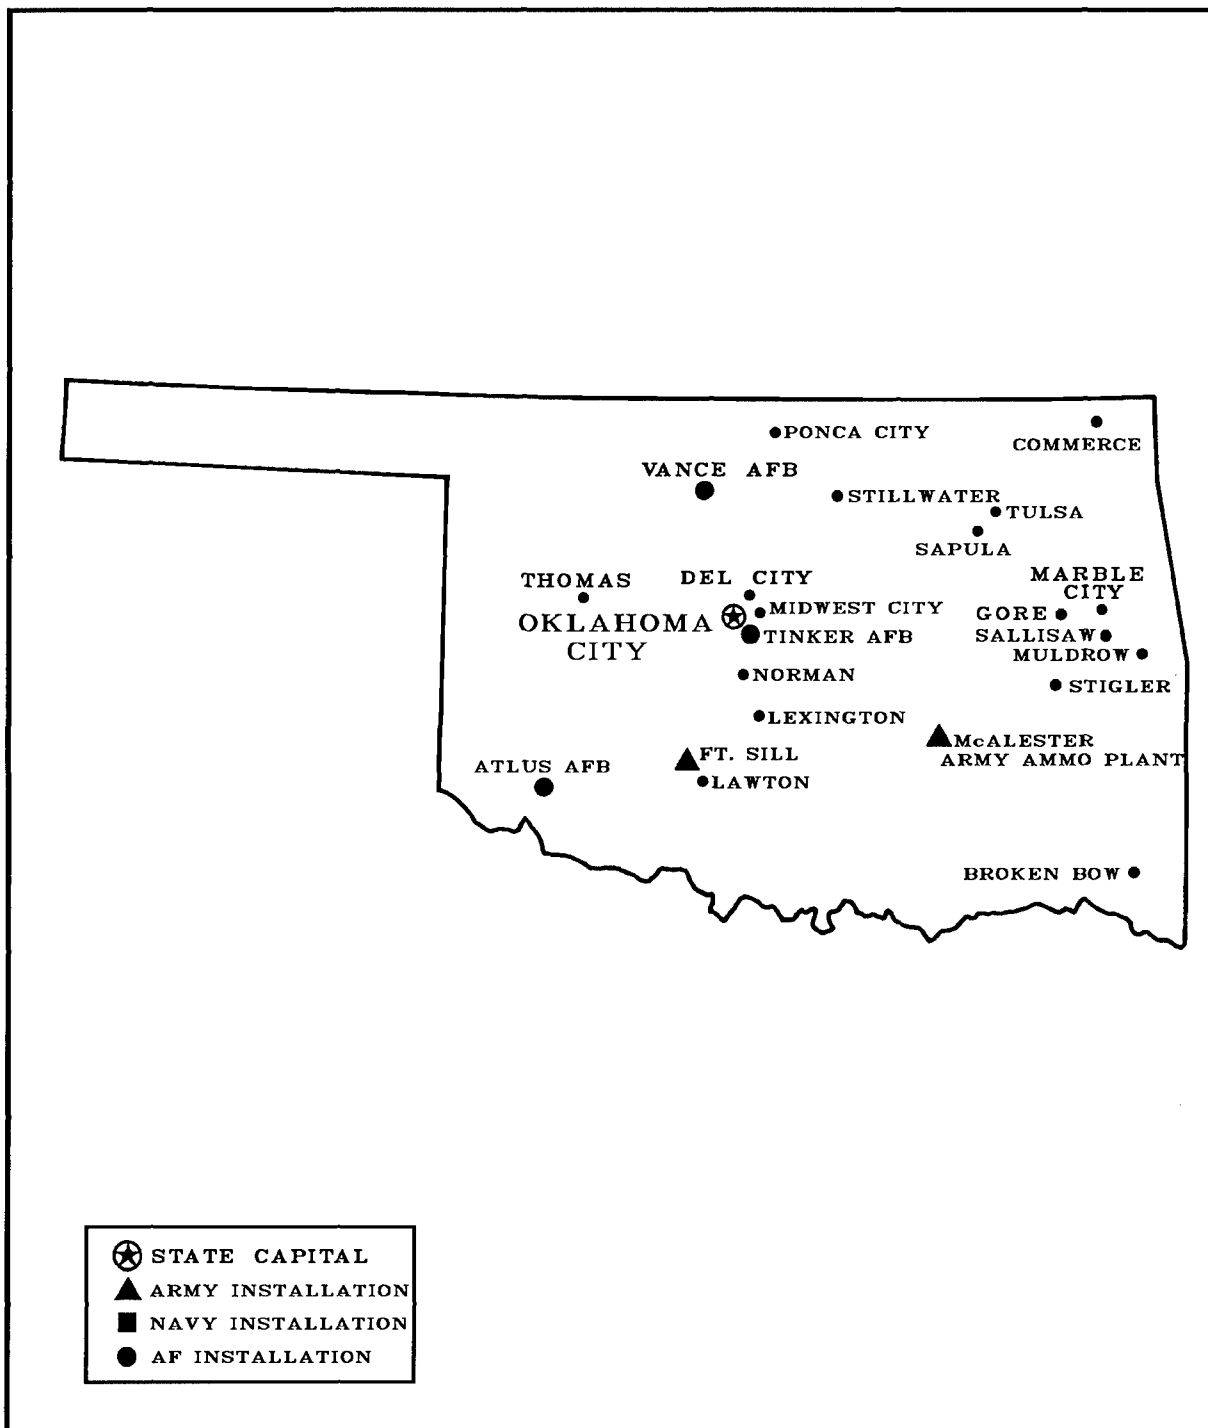 PONCA CITY
COMMERCE
VANCE AFB
STILLWATER
TULSA
SAPULA
THOMAS
DEL CITY
MARBLE
CITY
MIDWEST CITY
GORE
OKLAHOMA
CITY
TINKER AFB
SALLISAW
MULDROW
NORMAN
STIGLER
LEXINGTON
McALESTER
ARMY AMMO PLANT
FT. SILL
ATLUS AFB
LAWTON
BROKEN BOW
STATE CAPITAL
ARMY INSTALLATION
NAVY INSTALLATION
AF INSTALLATION